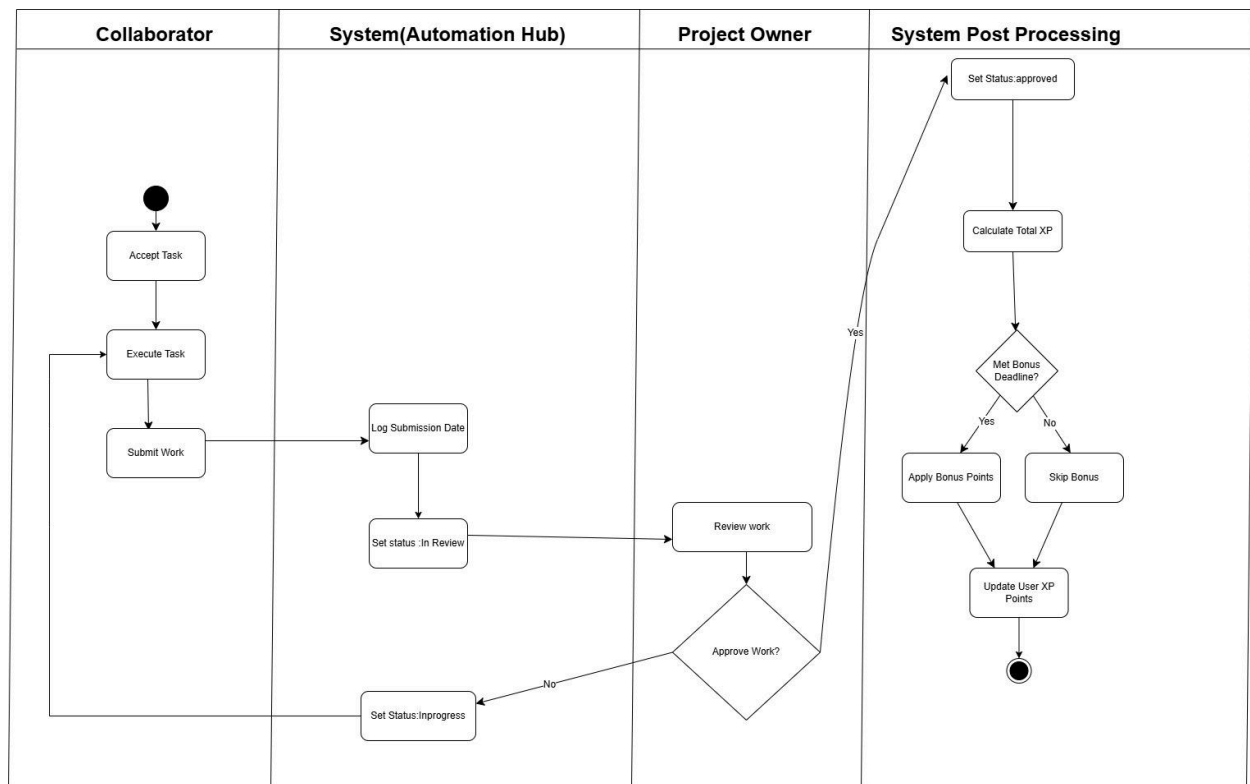 Collaborator
System(Automation Hub)
Project Owner
System Post Processing
Set Status:approved
Accept Task
Calculate Total XP
Execute Task
Yes
Met Bonus
Deadline?
Submit Work
Log Submission Date
Yes
No
Apply Bonus Points
Skip Bonus
Set status :In Review
Review work
Update User XP
Points
Approve Work?
No
Set Status:Inprogress